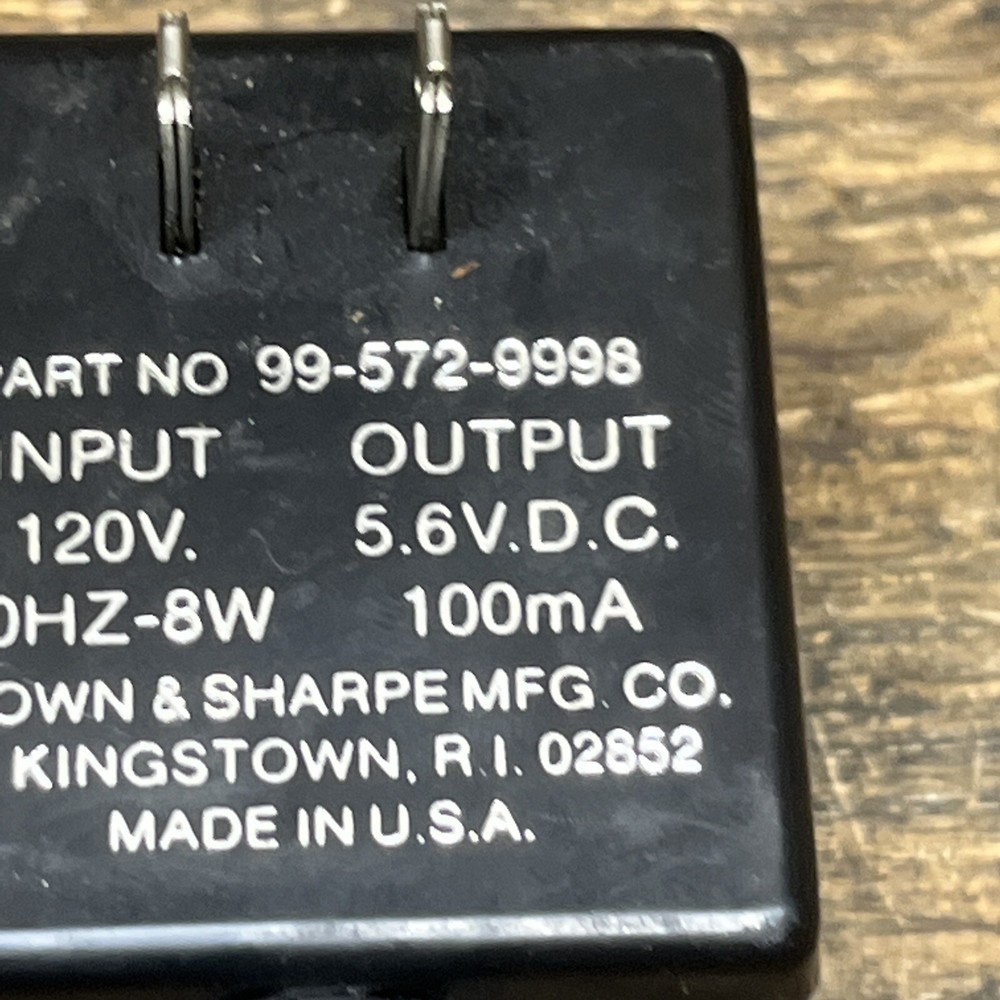 PART NO 99-572-9998
INPUT OUTPUT
120V. 5.6V.D.C.
0HZ-8W 100mA
OWN & SHARPE MFG. CO.
KINGSTOWN, R.I. 02852
MADE IN U.S.A.